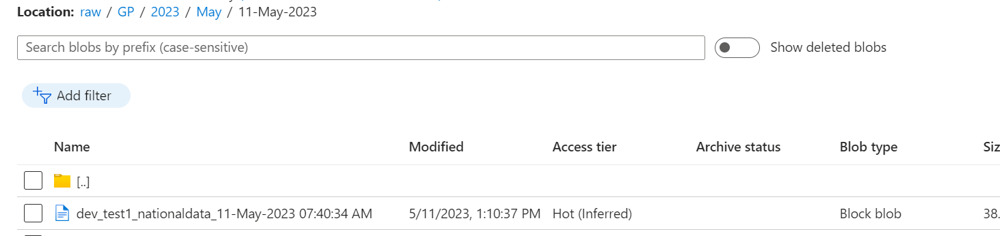 Location: raw / GP / 2023 / May / 11-May-2023
Search blobs by prefix (case-sensitive)
Show deleted blobs
Add filter
Name Modified Access tier Archive status Blob type Siz
[..]
dev_test1_nationaldata_11-May-2023 07:40:34 AM 5/11/2023, 1:10:37 PM Hot (Inferred) Block blob 38.